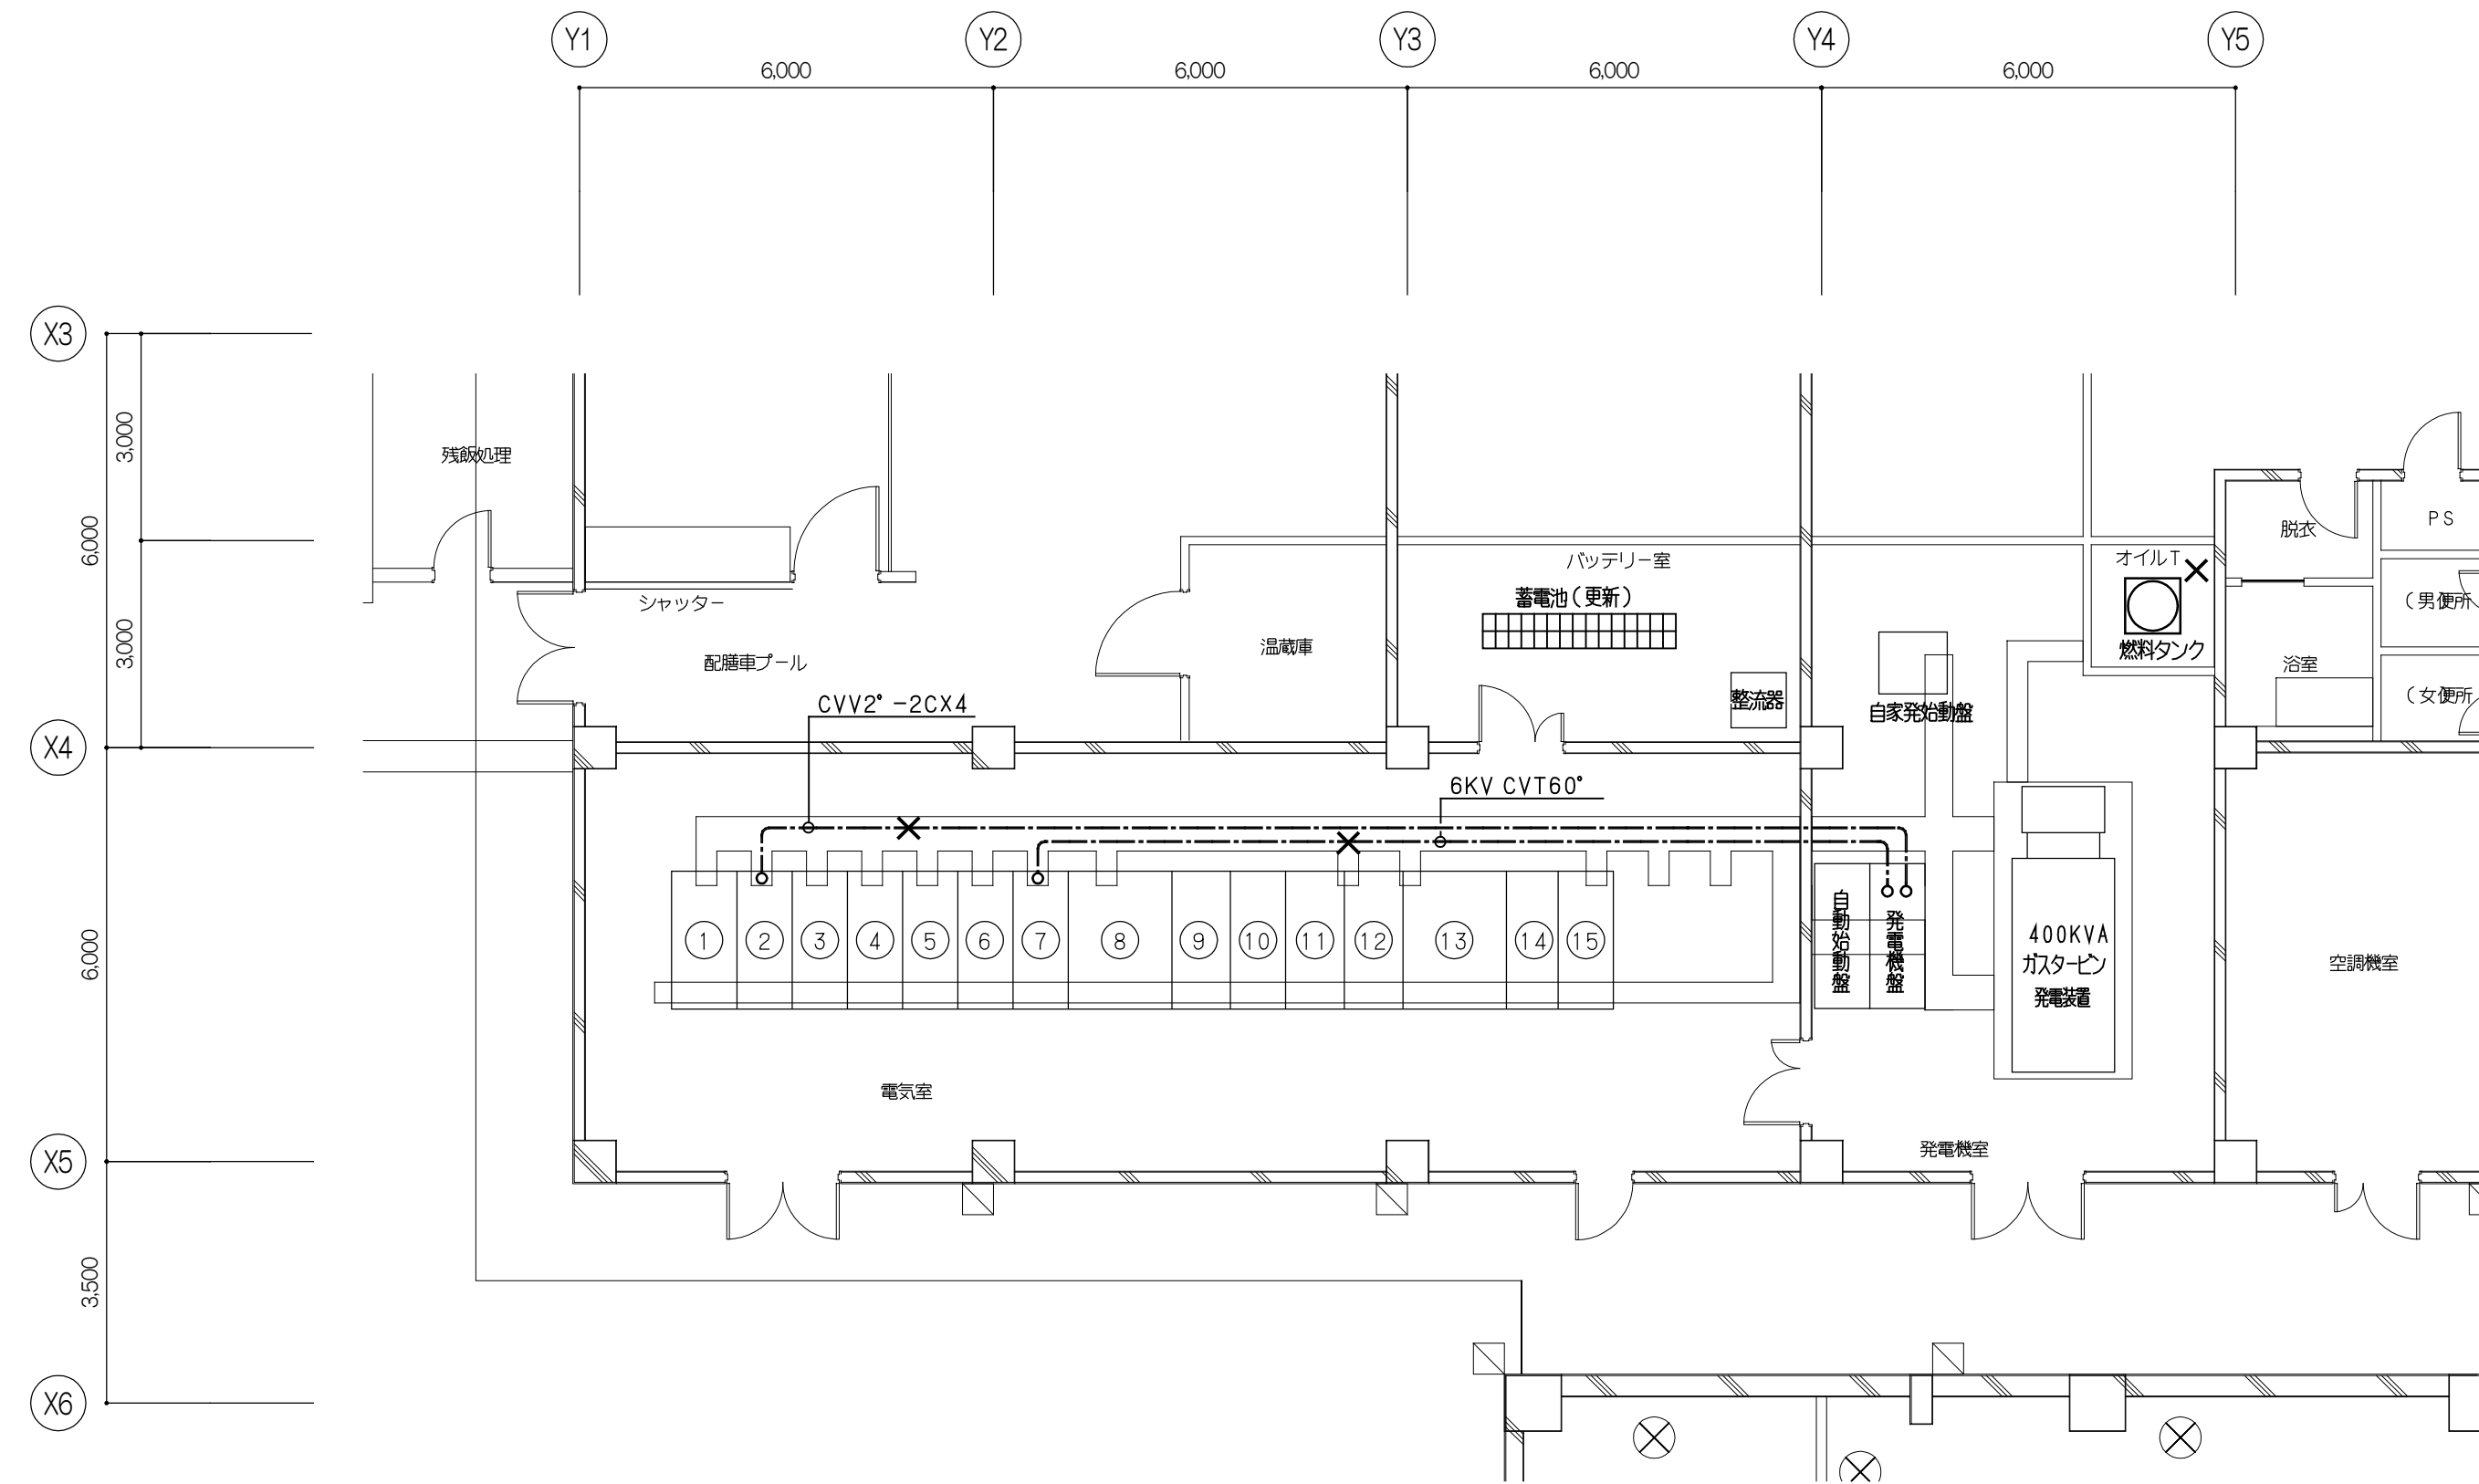 Y1
Y2
Y3
Y4
Y5
6,000
6,000
6,000
6,000
X3
3,000
6,000
残飯処理
PS
脱衣
オイルT
バッテリー室
蓄電池(更新)
シャッター
(男便所
3,000
温蔵庫
燃料タンク
配膳車プール
浴室
整流器
(女便所
CVV2°-2CX4
自家発始動盤
X4
6KV CVT60°
1
2
3
4
5
6
7
8
9
10
11
12
13
14
15
自動始動盤
発電機盤
400KVA
ガスタービン
発電装置
空調機室
6,000
電気室
発電機室
X5
3,500
X6